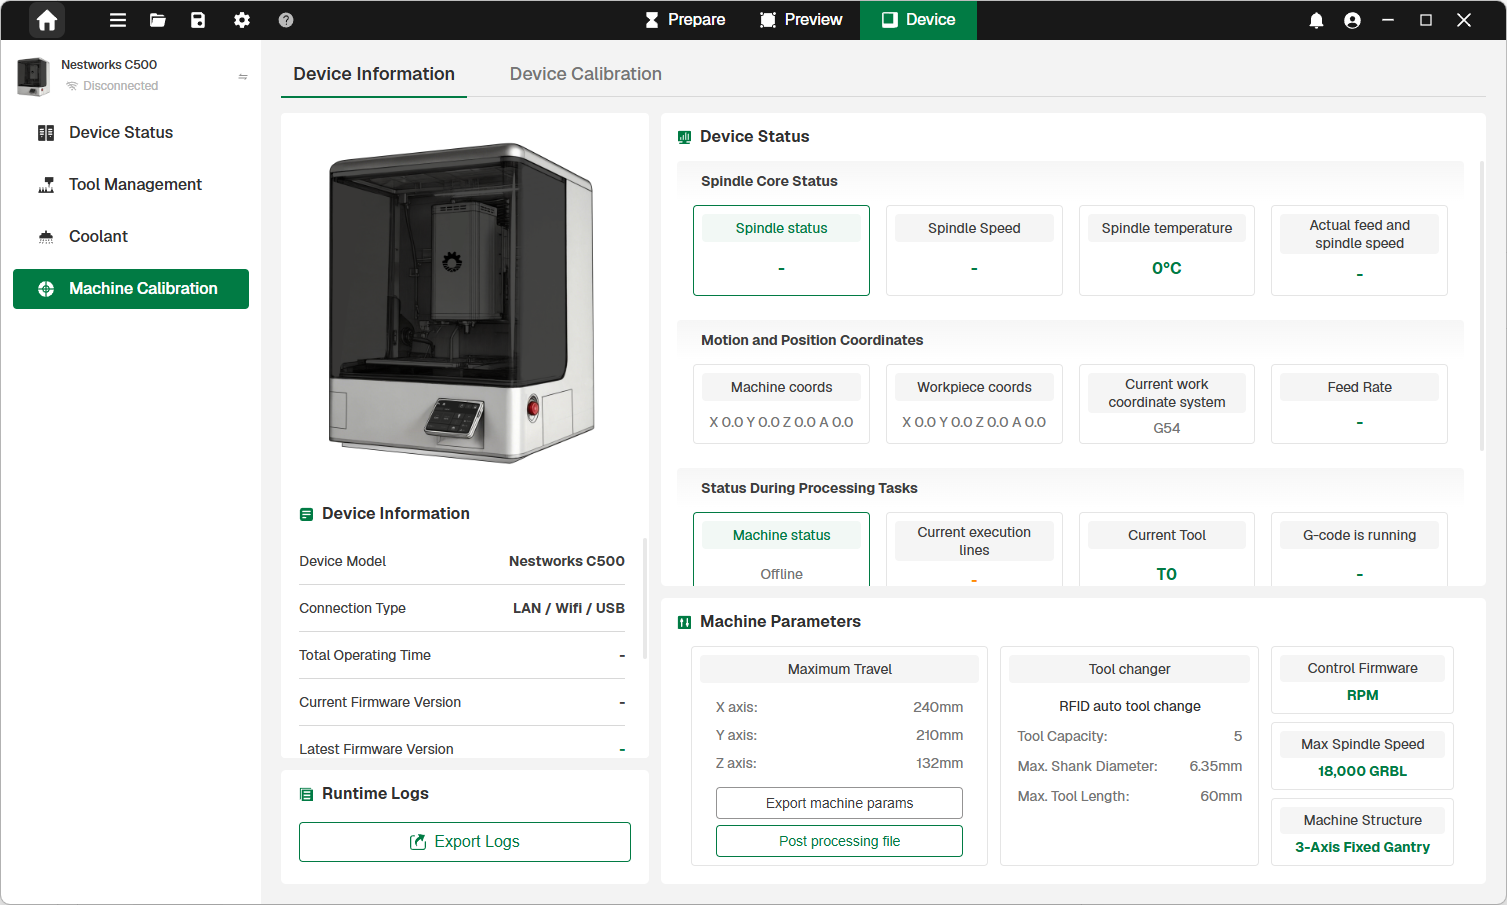 Prepare
Preview
Device
Nestworks C500
Disconnected
Device Status
Tool Management
Coolant
Machine Calibration
Device Information
Device Calibration
Device Information
Device Model
Nestworks C500
Connection Type
LAN / Wifi / USB
Total Operating Time
-
Current Firmware Version
-
Latest Firmware Version
-
Runtime Logs
Export Logs
Device Status
Spindle Core Status
Spindle status
-
Spindle Speed
-
Spindle temperature
0°C
Actual feed and
spindle speed
-
Motion and Position Coordinates
Machine coords
X 0.0 Y 0.0 Z 0.0 A 0.0
Workpiece coords
X 0.0 Y 0.0 Z 0.0 A 0.0
Current work
coordinate system
G54
Feed Rate
-
Status During Processing Tasks
Machine status
Offline
Current execution
lines
-
Current Tool
T0
G-code is running
-
Machine Parameters
Maximum Travel
X axis:
240mm
Y axis:
210mm
Z axis:
132mm
Export machine params
Post processing file
Tool changer
RFID auto tool change
Tool Capacity:
5
Max. Shank Diameter:
6.35mm
Max. Tool Length:
60mm
Control Firmware
RPM
Max Spindle Speed
18,000 GRBL
Machine Structure
3-Axis Fixed Gantry